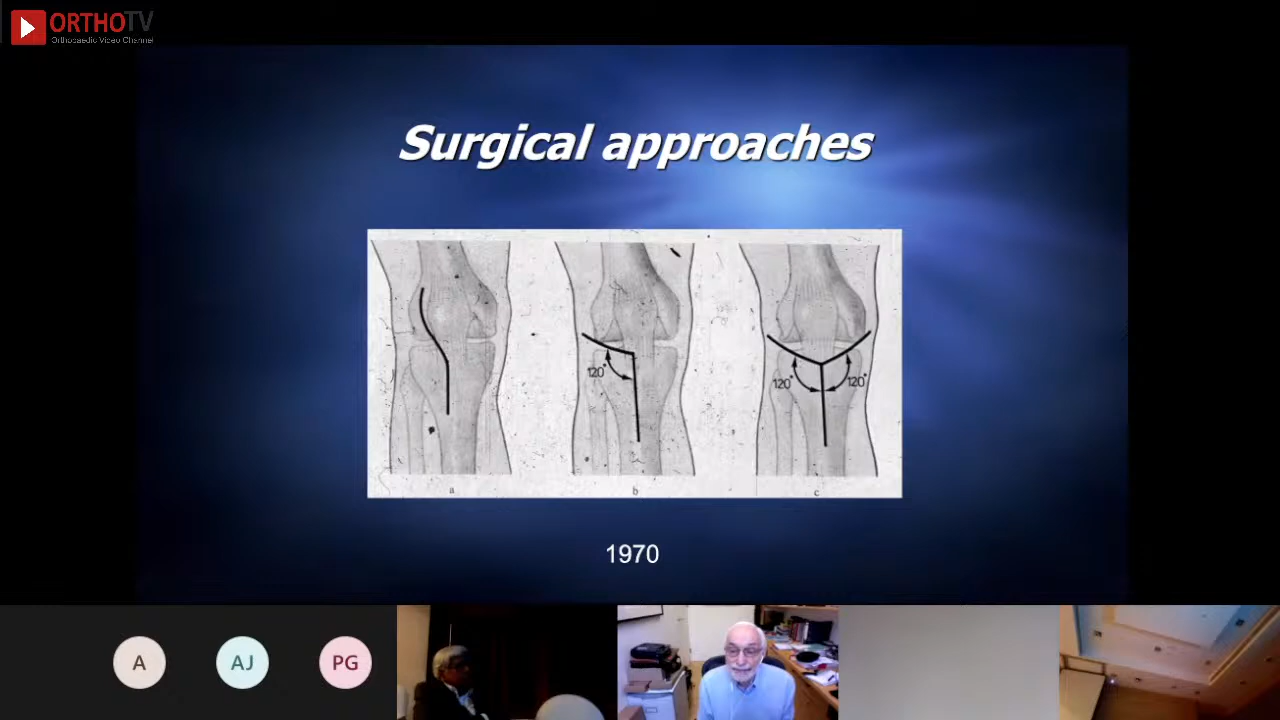 ORTHOTV
Orthopaedic Video Channel
Surgical approaches
120°
120°
120°
a
b
c
1970
A
AJ
PG